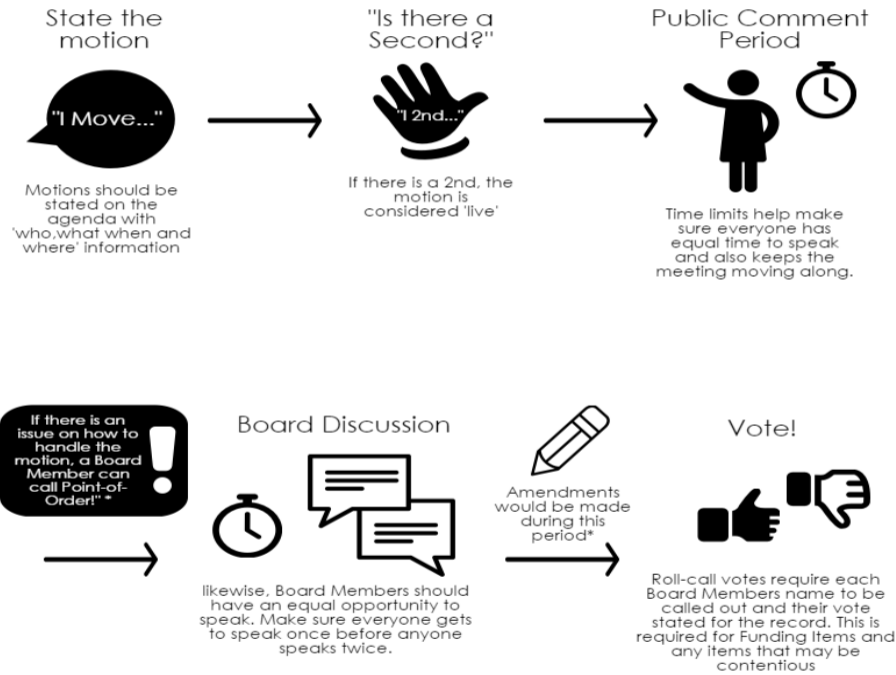 State the
motion
"I Move..."
Motions should be
stated on the
agenda with
'who,what when and
where' information
"Is there a
Second?"
"I 2nd..."
If there is a 2nd, the
motion is
considered 'live'
Public Comment
Period
Time limits help make
sure everyone has
equal time to speak
and also keeps the
meeting moving along.
If there is an
issue on how to
handle the
motion, a Board
Member can
call Point-of-
Order!" *
Board Discussion
likewise, Board Members should
have an equal opportunity to
speak. Make sure everyone gets
to speak once before anyone
speaks twice.
Amendments
would be made
during this
period*
Vote!
Roll-call votes require each
Board Members name to be
called out and their vote
stated for the record. This is
required for Funding Items and
any items that may be
contentious